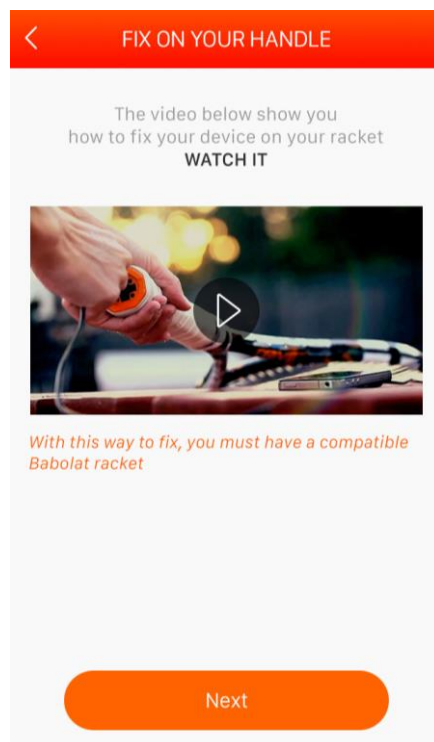 FIX ON YOUR HANDLE
The video below show you
how to fix your device on your racket
WATCH IT
With this way to fix, you must have a compatible
Babolat racket
Next